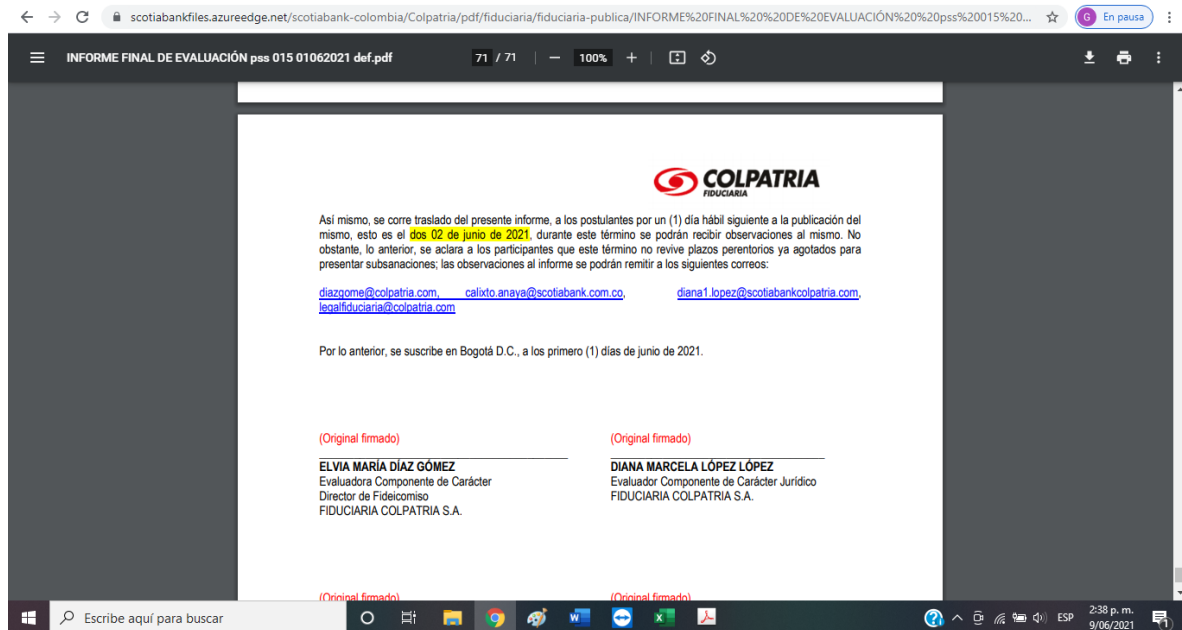 scotiabankfiles.azureedge.net/scotiabank-colombia/Colpatria/pdf/fiduciaria/fiduciaria-publica/INFORME%20FINAL%20%20DE%20EVALUACIÓN%20%20pss%20015%20...
G En pausa
INFORME FINAL DE EVALUACIÓN pss 015 01062021 def.pdf
71 / 71
100%
COLPATRIA
FIDUCIARIA
Así mismo, se corre traslado del presente informe, a los postulantes por un (1) día hábil siguiente a la publicación del
mismo, esto es el dos 02 de junio de 2021, durante este término se podrán recibir observaciones al mismo. No
obstante, lo anterior, se aclara a los participantes que este término no revive plazos perentorios ya agotados para
presentar subsanaciones; las observaciones al informe se podrán remitir a los siguientes correos:
diazgome@colpatria.com, calixto.anaya@scotiabank.com.co, diana1.lopez@scotiabankcolpatria.com,
legalfiduciaria@colpatria.com
Por lo anterior, se suscribe en Bogotá D.C., a los primero (1) días de junio de 2021.
(Original firmado) (Original firmado)
ELVIA MARÍA DÍAZ GÓMEZ DIANA MARCELA LÓPEZ LÓPEZ
Evaluadora Componente de Carácter Evaluador Componente de Carácter Jurídico
Director de Fideicomiso FIDUCIARIA COLPATRIA S.A.
FIDUCIARIA COLPATRIA S.A.
(Original firmado) (Original firmado)
Escribe aquí para buscar
ESP
2:38 p. m.
9/06/2021